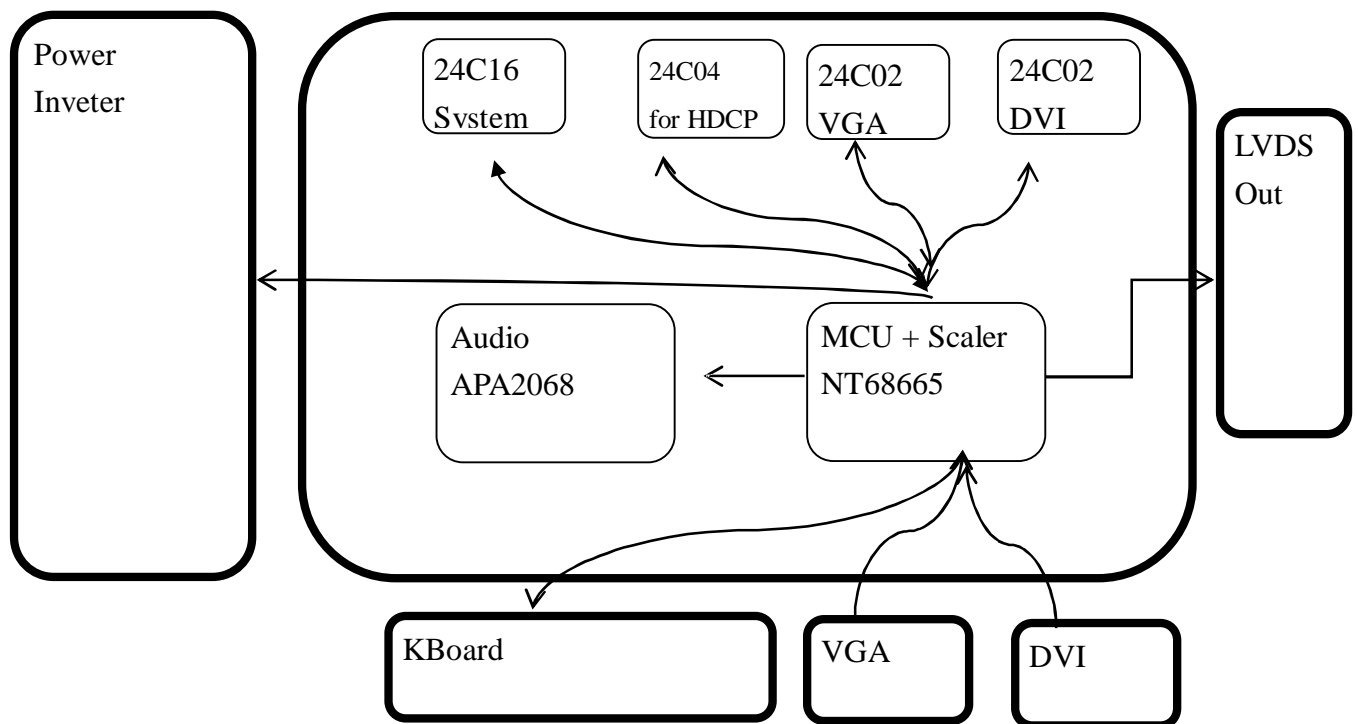 Power
Inveter
24C16
System
24C04
for HDCP
24C02
VGA
24C02
DVI
LVDS
Out
Audio
APA2068
MCU + Scaler
NT68665
KBoard
VGA
DVI